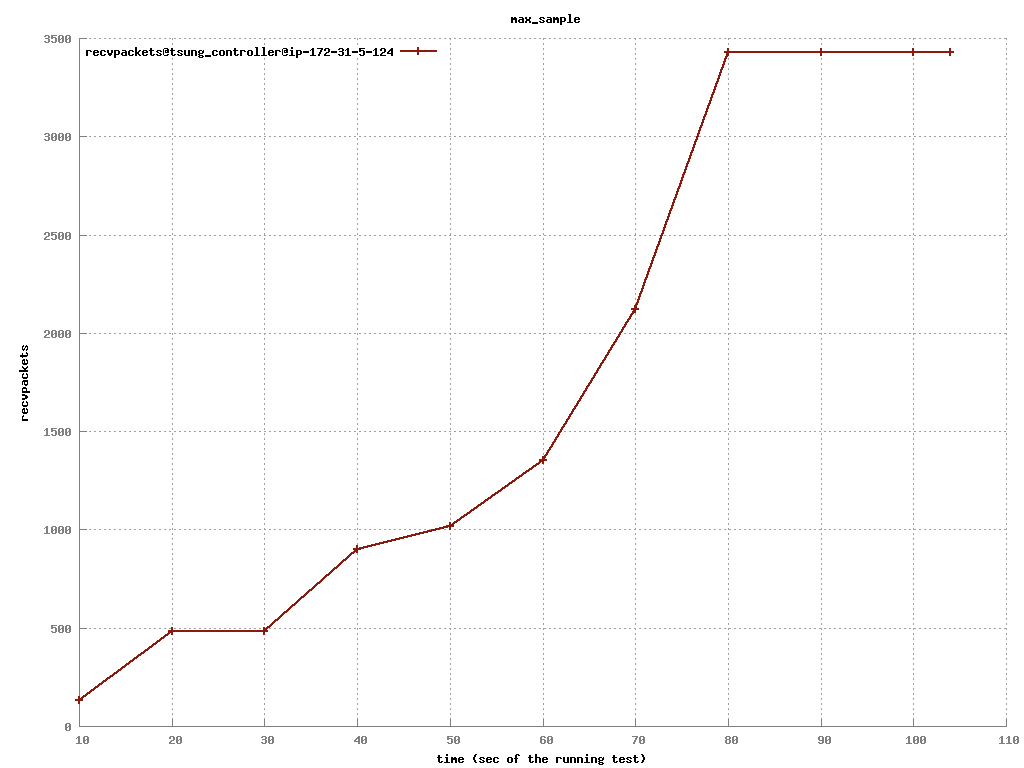 max_sample
recvpackets@tsung_controller@ip-172-31-5-124
3500
3000
2500
2000
1500
1000
500
0
recvpackets
10 20 30 40 50 60 70 80 90 100 110
time (sec of the running test)